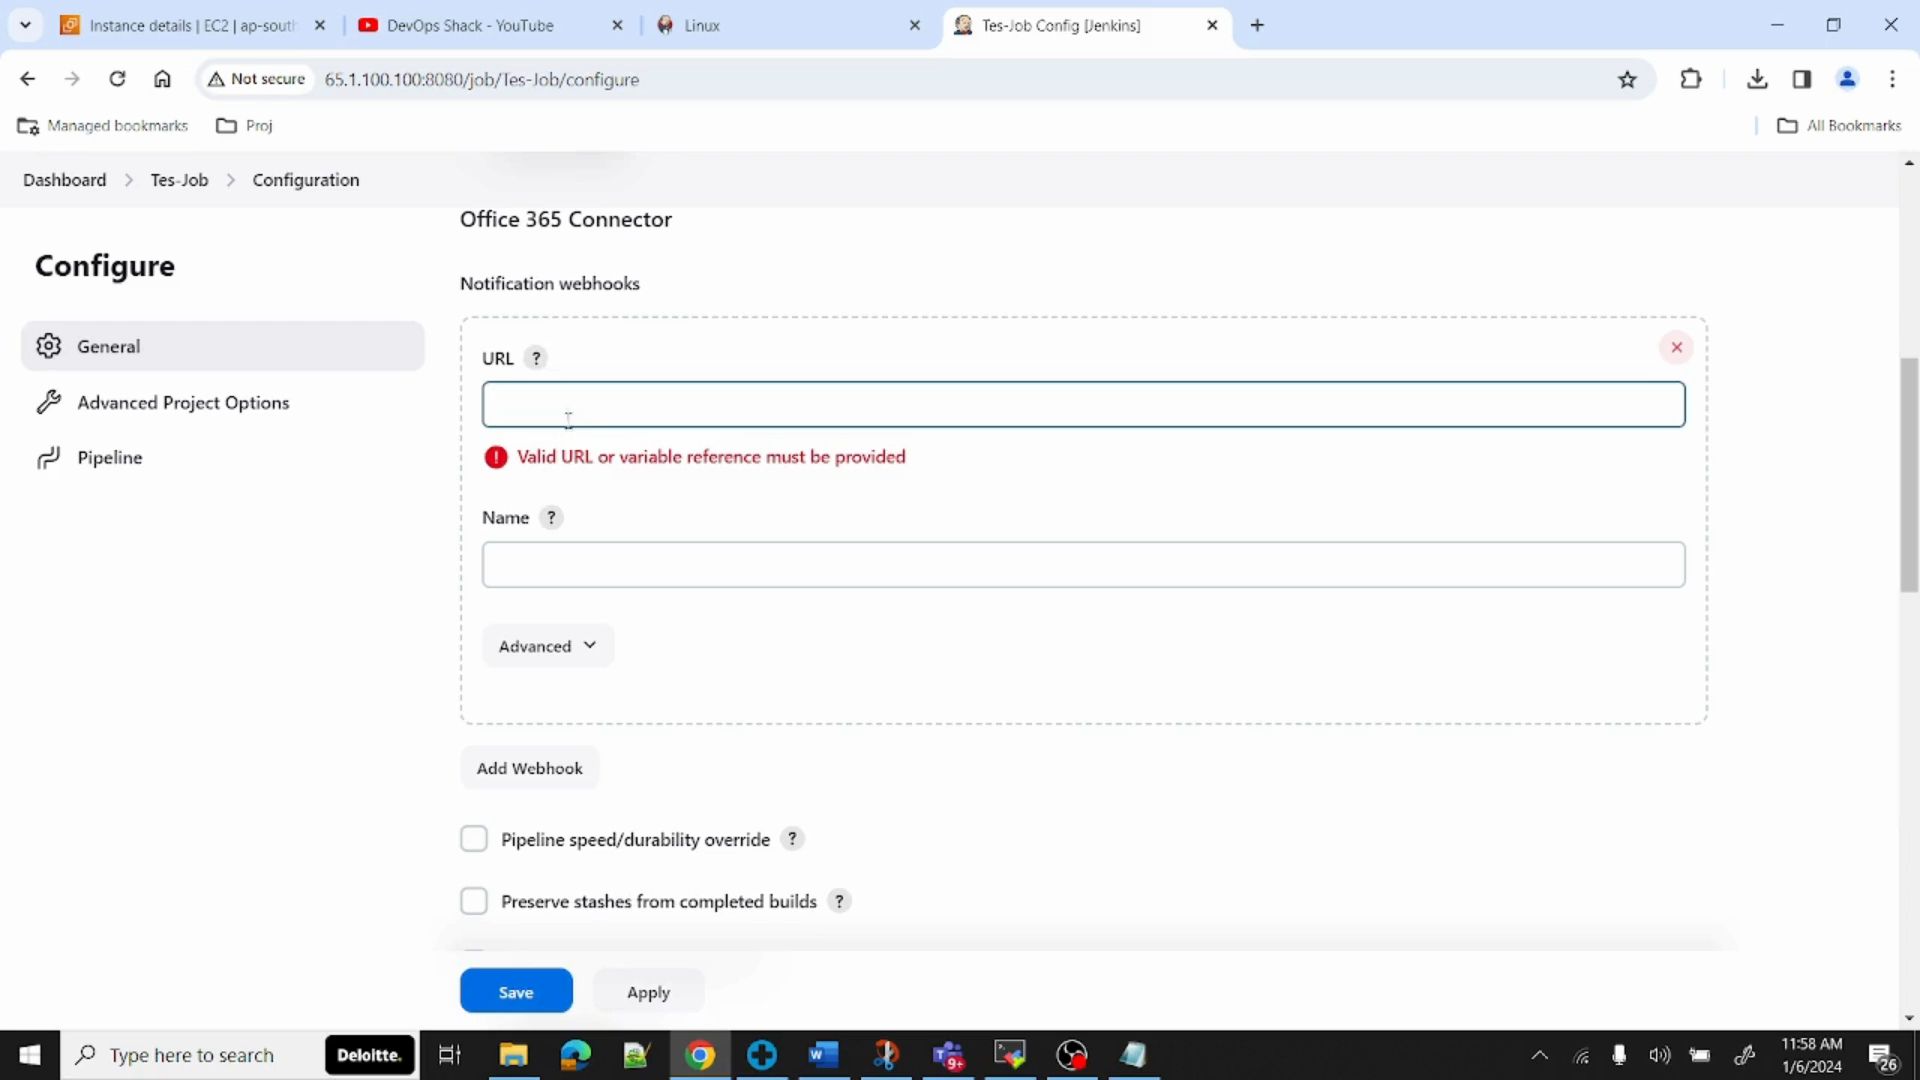 Instance details | EC2 | ap-south
DevOps Shack - YouTube
Linux
Tes-Job Config [Jenkins]
Not secure
65.1.100.100:8080/job/Tes-Job/configure
Managed bookmarks
Proj
All Bookmarks
Dashboard > Tes-Job > Configuration
Configure
General
Advanced Project Options
Pipeline
Office 365 Connector
Notification webhooks
URL ?
Valid URL or variable reference must be provided
Name ?
Advanced
Add Webhook
Pipeline speed/durability override ?
Preserve stashes from completed builds ?
Save
Apply
Type here to search
Deloitte.
9+
11:58 AM
1/6/2024
26